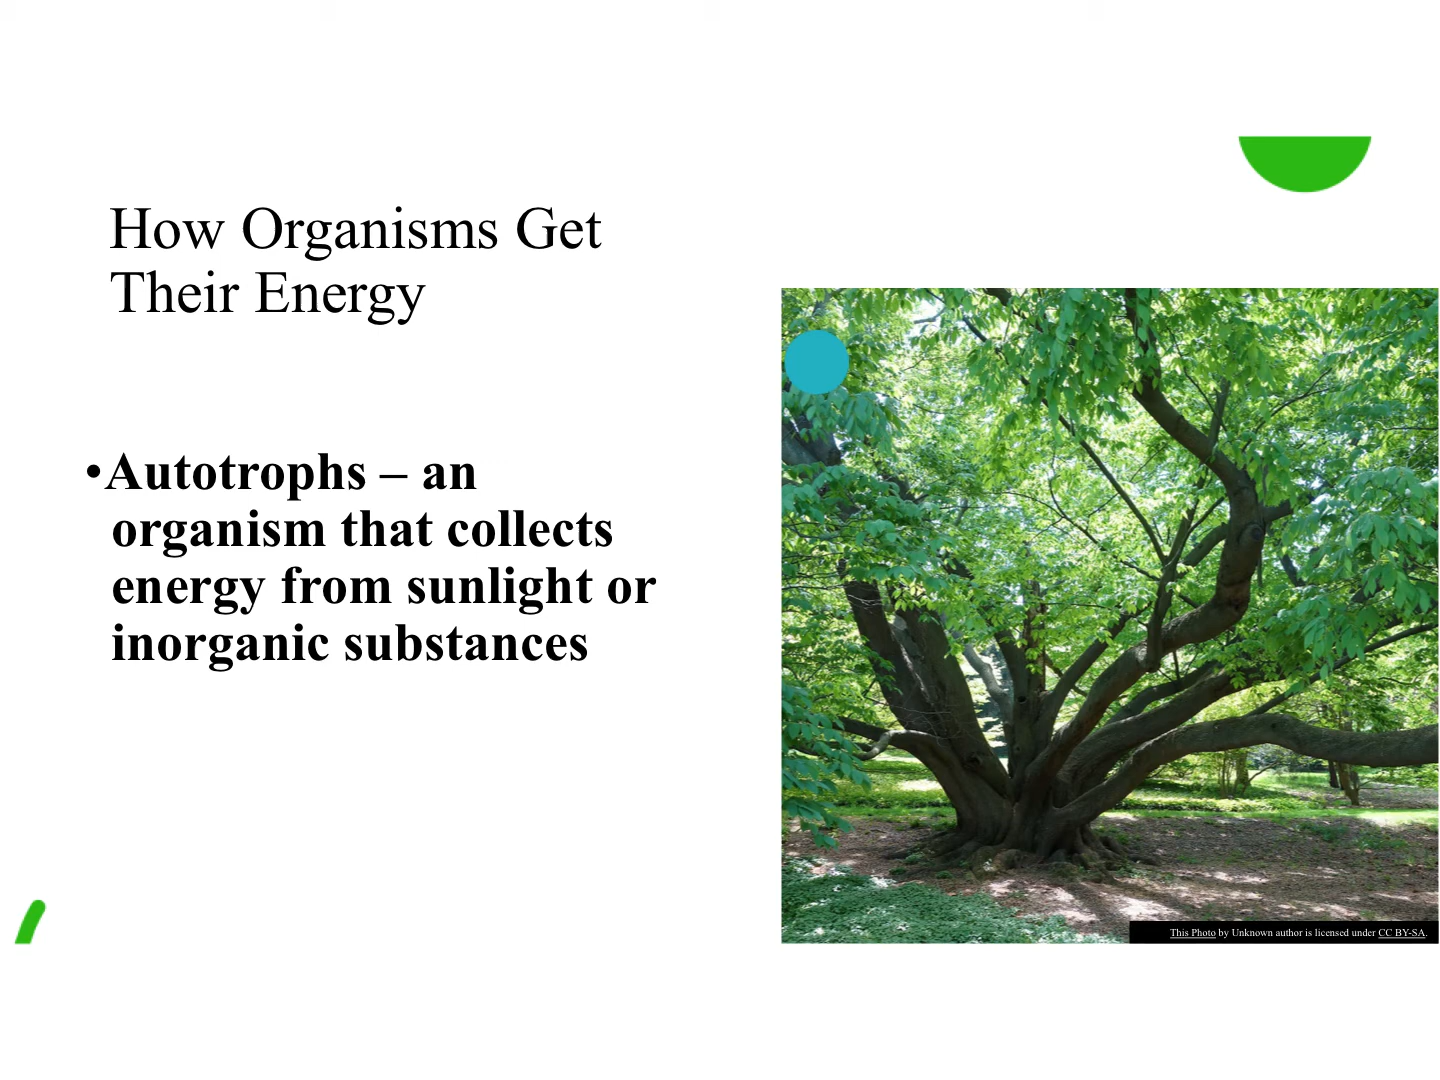 How Organisms Get
Their Energy
•Autotrophs – an
organism that collects
energy from sunlight or
inorganic substances
This Photo by Unknown author is licensed under CC BY-SA.